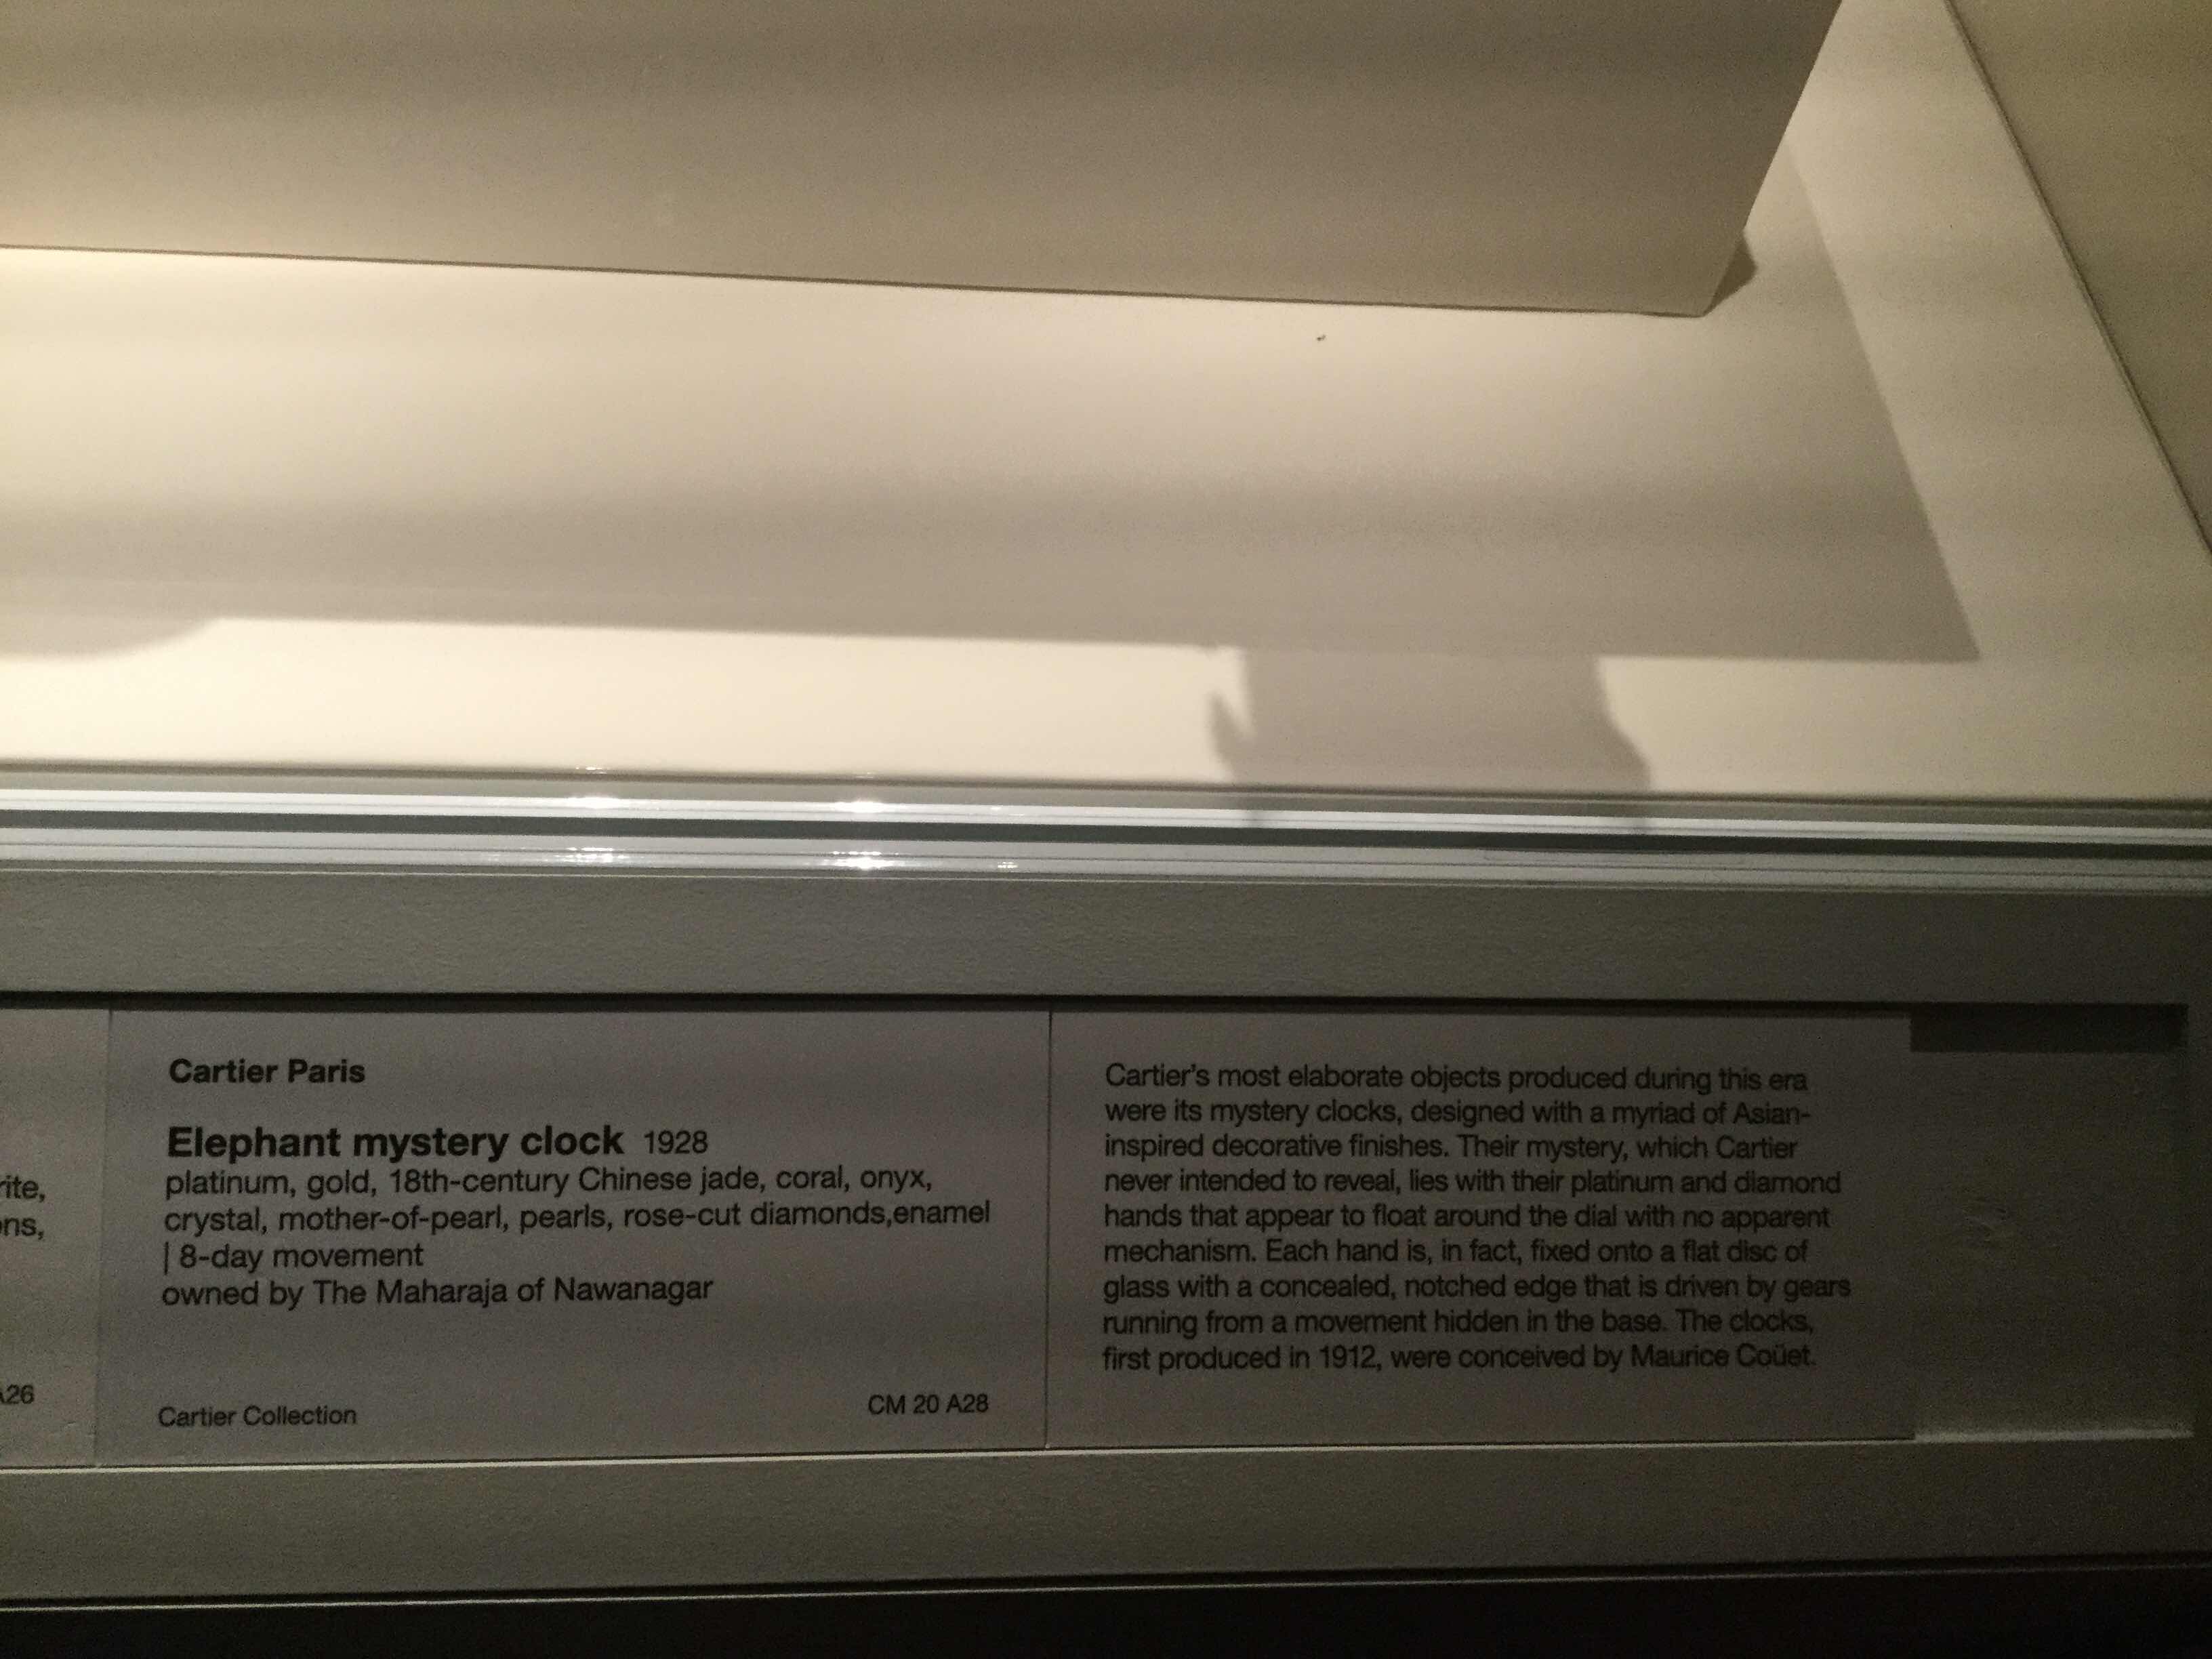 Cartier Paris
Elephant mystery clock 1928
platinum, gold, 18th-century Chinese jade, coral, onyx,
crystal, mother-of-pearl, pearls, rose-cut diamonds,enamel
| 8-day movement
owned by The Maharaja of Nawanagar
Cartier Collection
CM 20 A28
Cartier's most elaborate objects produced during this era
were its mystery clocks, designed with a myriad of Asian-
inspired decorative finishes. Their mystery, which Cartier
never intended to reveal, lies with their platinum and diamond
hands that appear to float around the dial with no apparent
mechanism. Each hand is, in fact, fixed onto a flat disc of
glass with a concealed, notched edge that is driven by gears
running from a movement hidden in the base. The clocks,
first produced in 1912, were conceived by Maurice Coüet.